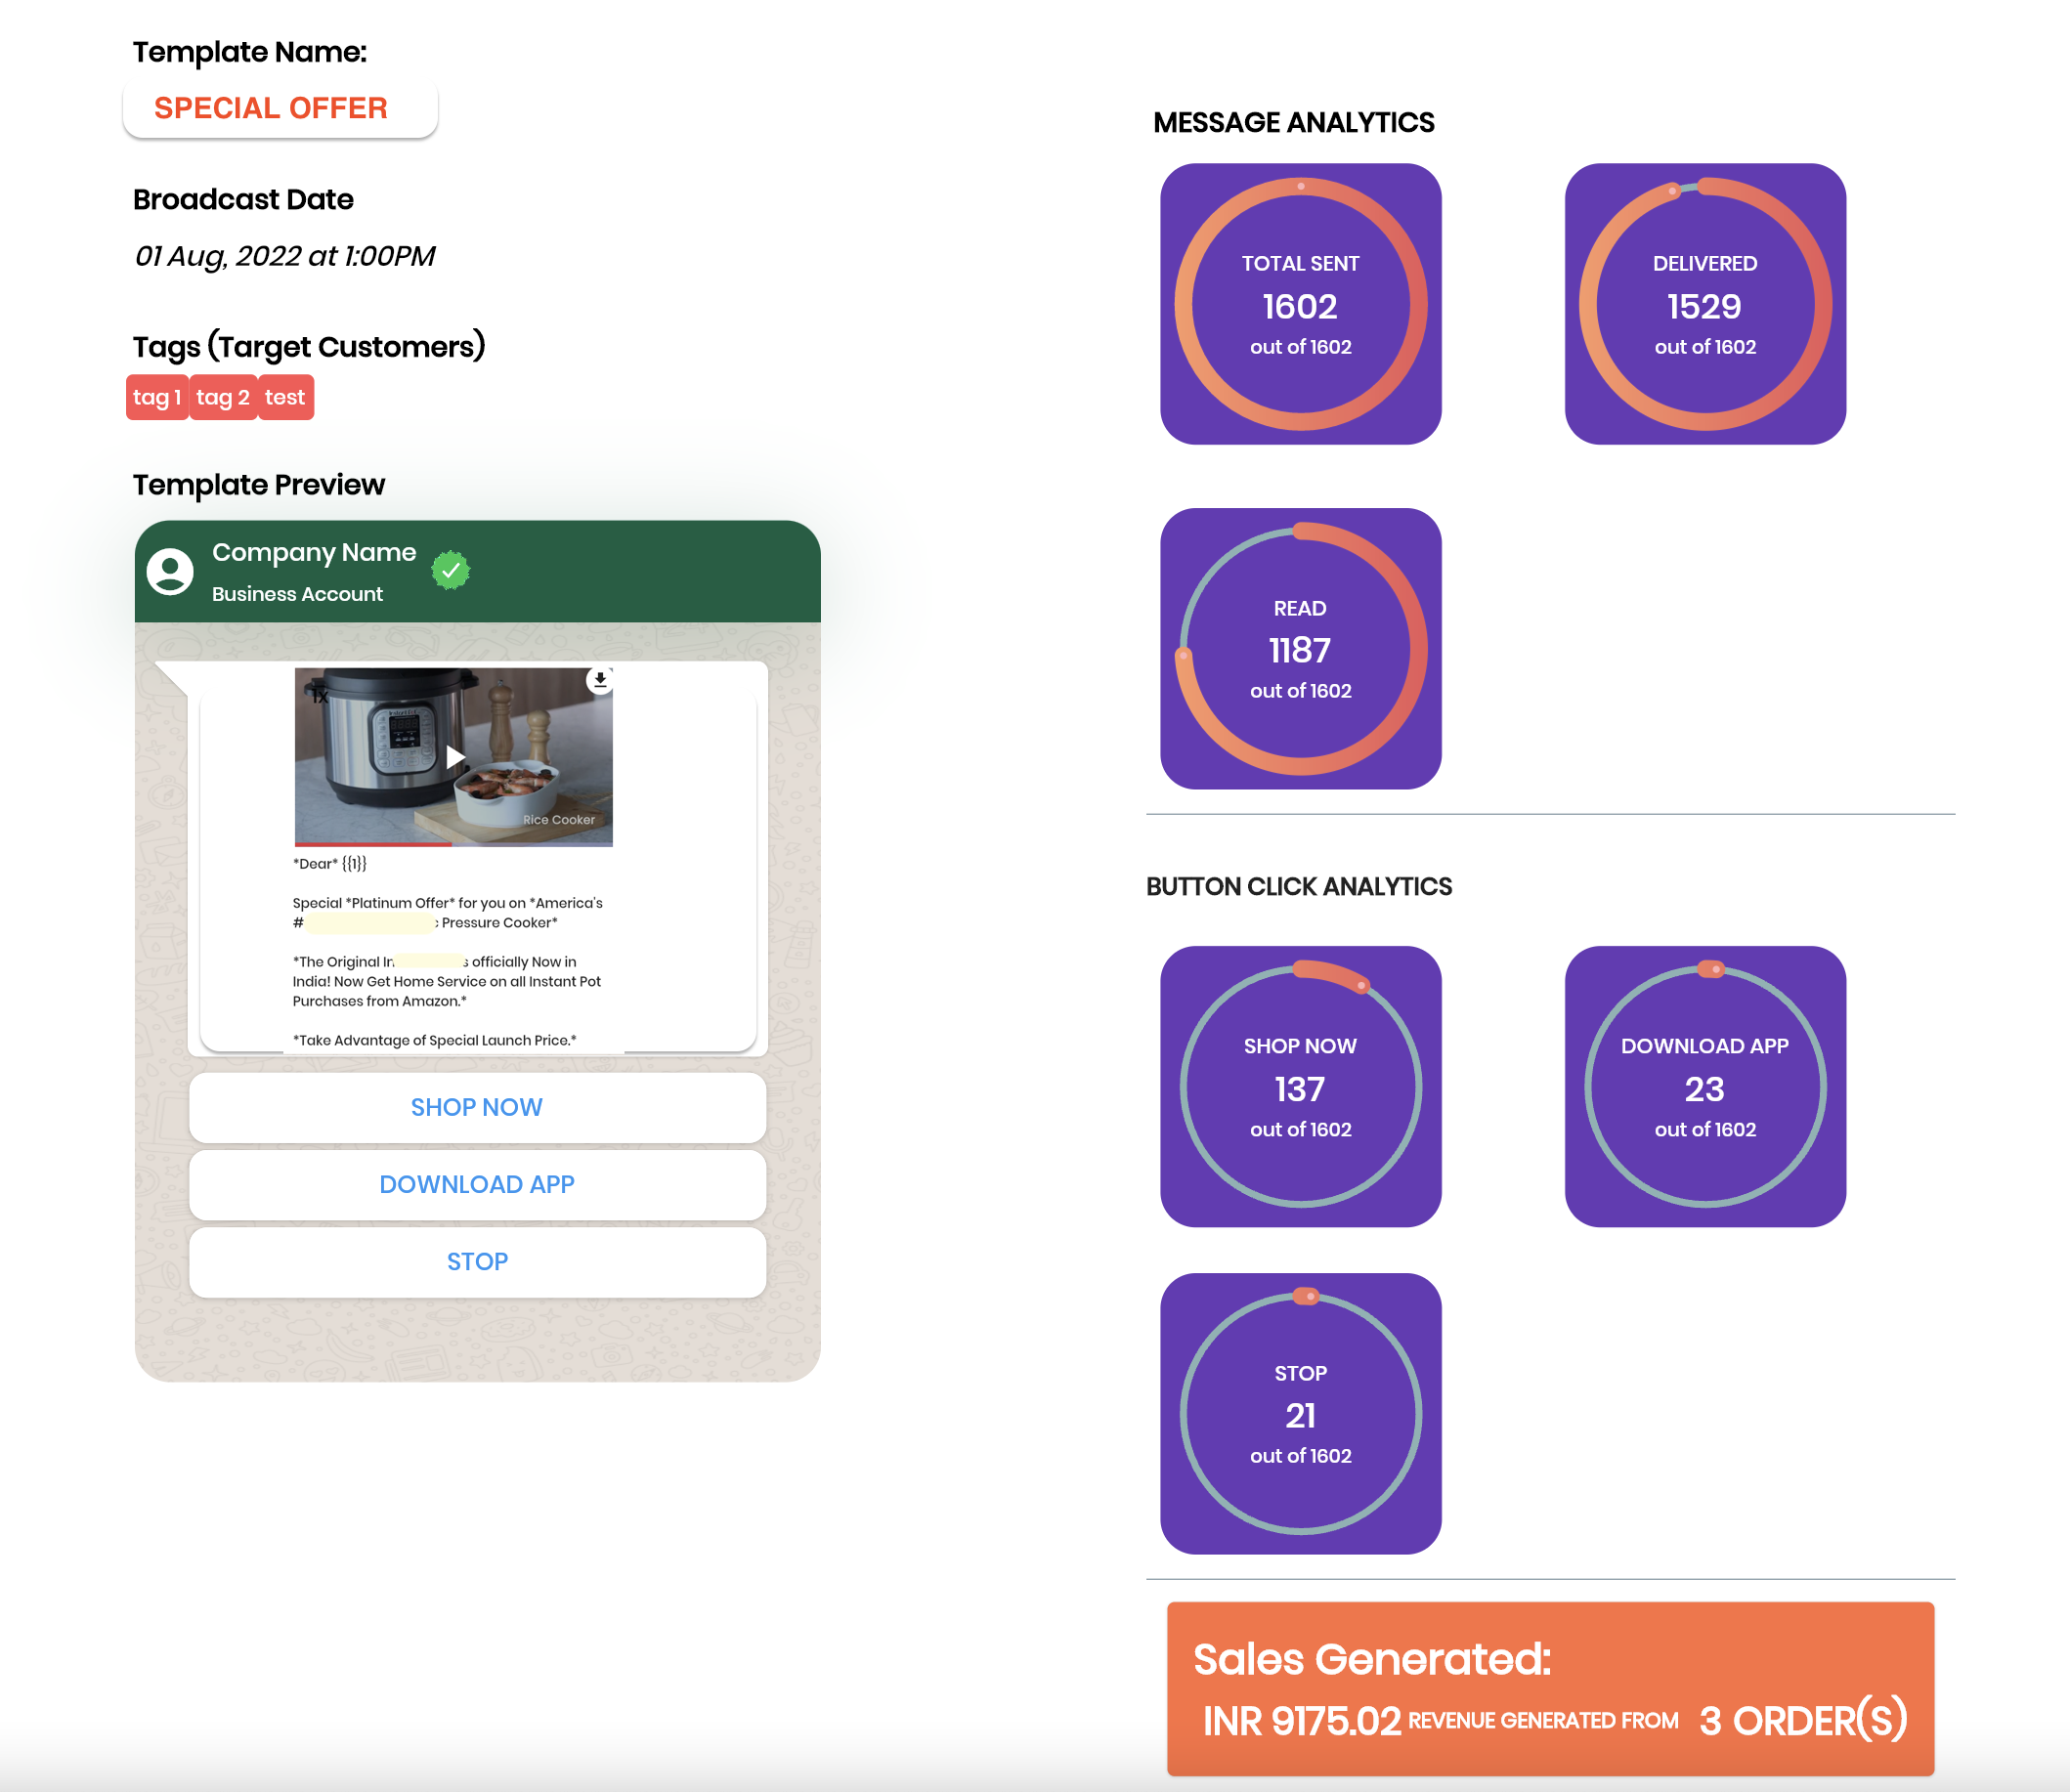 Template Name:
SPECIAL OFFER
Broadcast Date
01 Aug, 2022 at 1:00PM
Tags (Target Customers)
tag 1 tag 2 test
Template Preview
Company Name
Business Account
1x
Instant Pot
Rice Cooker
*Dear* {{1}}
Special *Platinum Offer* for you on *America's
# Pressure Cooker*
*The Original officially Now in
India! Now Get Home Service on all Instant Pot
Purchases from Amazon.*
*Take Advantage of Special Launch Price.*
SHOP NOW
DOWNLOAD APP
STOP
MESSAGE ANALYTICS
TOTAL SENT
1602
out of 1602
DELIVERED
1529
out of 1602
READ
1187
out of 1602
BUTTON CLICK ANALYTICS
SHOP NOW
137
out of 1602
DOWNLOAD APP
23
out of 1602
STOP
21
out of 1602
Sales Generated:
INR 9175.02 REVENUE GENERATED FROM 3 ORDER(S)